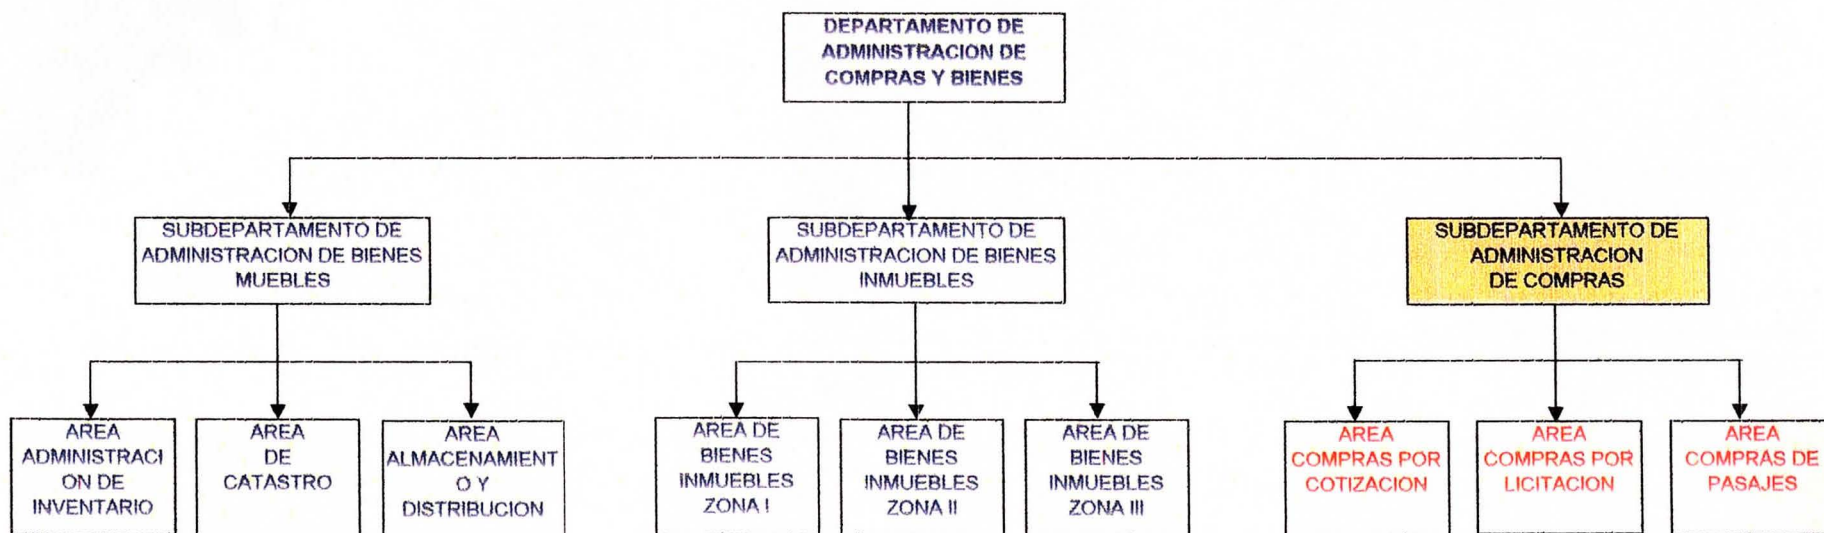 DEPARTAMENTO DE
ADMINISTRACION DE
COMPRAS Y BIENES
SUBDEPARTAMENTO DE
ADMINISTRACION DE BIENES
MUEBLES
SUBDEPARTAMENTO DE
ADMINISTRACION DE BIENES
INMUEBLES
SUBDEPARTAMENTO DE
ADMINISTRACION
DE COMPRAS
AREA
ADMINISTRACI
ON DE
INVENTARIO
AREA
DE
CATASTRO
AREA
ALMACENAMIENT
O Y
DISTRIBUCION
AREA DE
BIENES
INMUEBLES
ZONA I
AREA DE
BIENES
INMUEBLES
ZONA II
AREA DE
BIENES
INMUEBLES
ZONA III
AREA
COMPRAS POR
COTIZACION
AREA
COMPRAS POR
LICITACION
AREA
COMPRAS DE
PASAJES